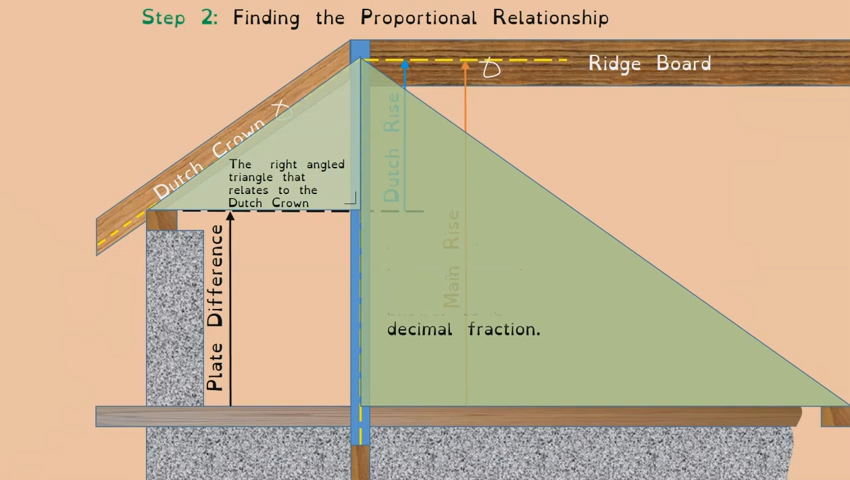 Step 2: Finding the Proportional Relationship
Ridge Board
Dutch Crown
Dutch Rise
The right angled
triangle that
relates to the
Dutch Crown
Plate Difference
Main Rise
decimal fraction.